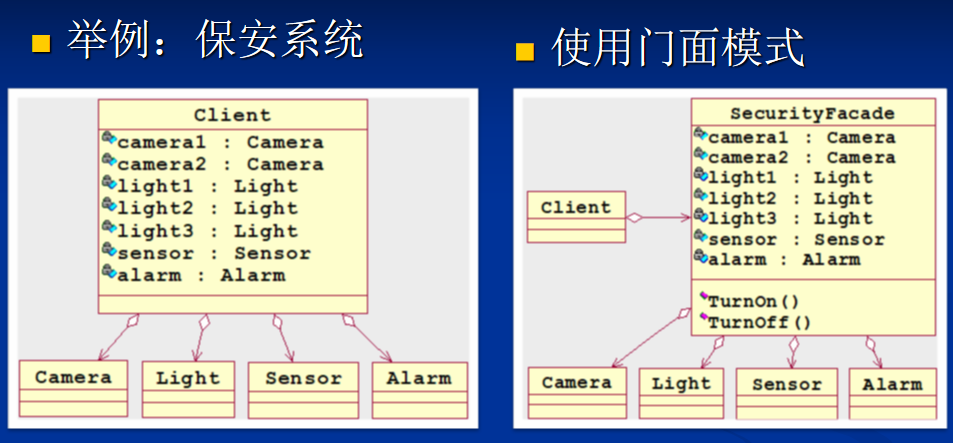 举例：保安系统
Client
camera1 : Camera
camera2 : Camera
light1 : Light
light2 : Light
light3 : Light
sensor : Sensor
alarm : Alarm
Camera
Light
Sensor
Alarm
使用门面模式
SecurityFacade
camera1 : Camera
camera2 : Camera
light1 : Light
light2 : Light
light3 : Light
sensor : Sensor
alarm : Alarm
TurnOn()
TurnOff()
Client
Camera
Light
Sensor
Alarm